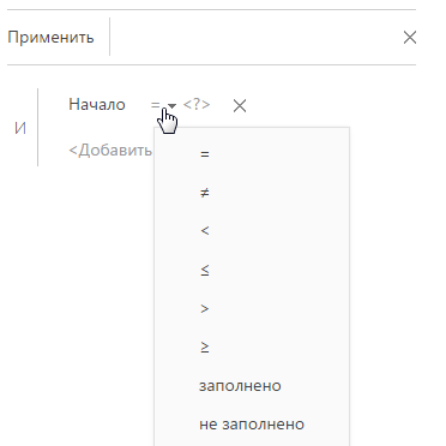 Применить
Начало = <?>
И
<Добавить
=
≠
<
≤
>
≥
заполнено
не заполнено